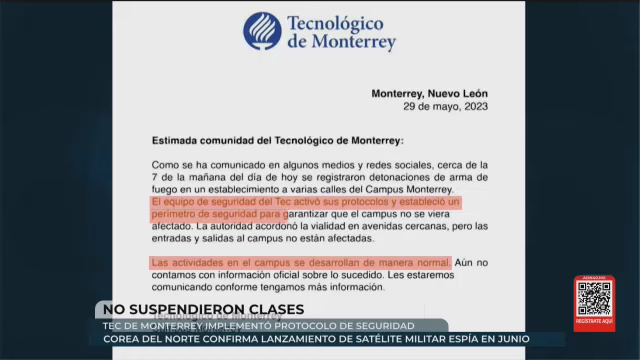 Tecnológico
de Monterrey
Monterrey, Nuevo León
29 de mayo, 2023
Estimada comunidad del Tecnológico de Monterrey:
Como se ha comunicado en algunos medios y redes sociales, cerca de la
7 de la mañana del día de hoy se registraron detonaciones de arma de
fuego en un establecimiento a varias calles del Campus Monterrey.
El equipo de seguridad del Tec activó sus protocolos y estableció un
perímetro de seguridad para garantizar que el campus no se viera
afectado. La autoridad acordonó la vialidad en avenidas cercanas, pero las
entradas y salidas al campus no están afectadas.
Las actividades en el campus se desarrollan de manera normal. Aún no
contamos con información oficial sobre lo sucedido. Les estaremos
comunicando conforme tengamos más información.
Tecnológico de Monterrey
NO SUSPENDIERON CLASES
TEC DE MONTERREY IMPLEMENTÓ PROTOCOLO DE SEGURIDAD
COREA DEL NORTE CONFIRMA LANZAMIENTO DE SATÉLITE MILITAR ESPÍA EN JUNIO
REGÍSTRATE AQUÍ